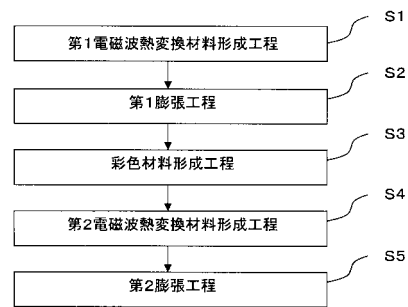 S1
第1電磁波熱変換材料形成工程
S2
第1膨張工程
S3
彩色材料形成工程
S4
第2電磁波熱変換材料形成工程
S5
第2膨張工程